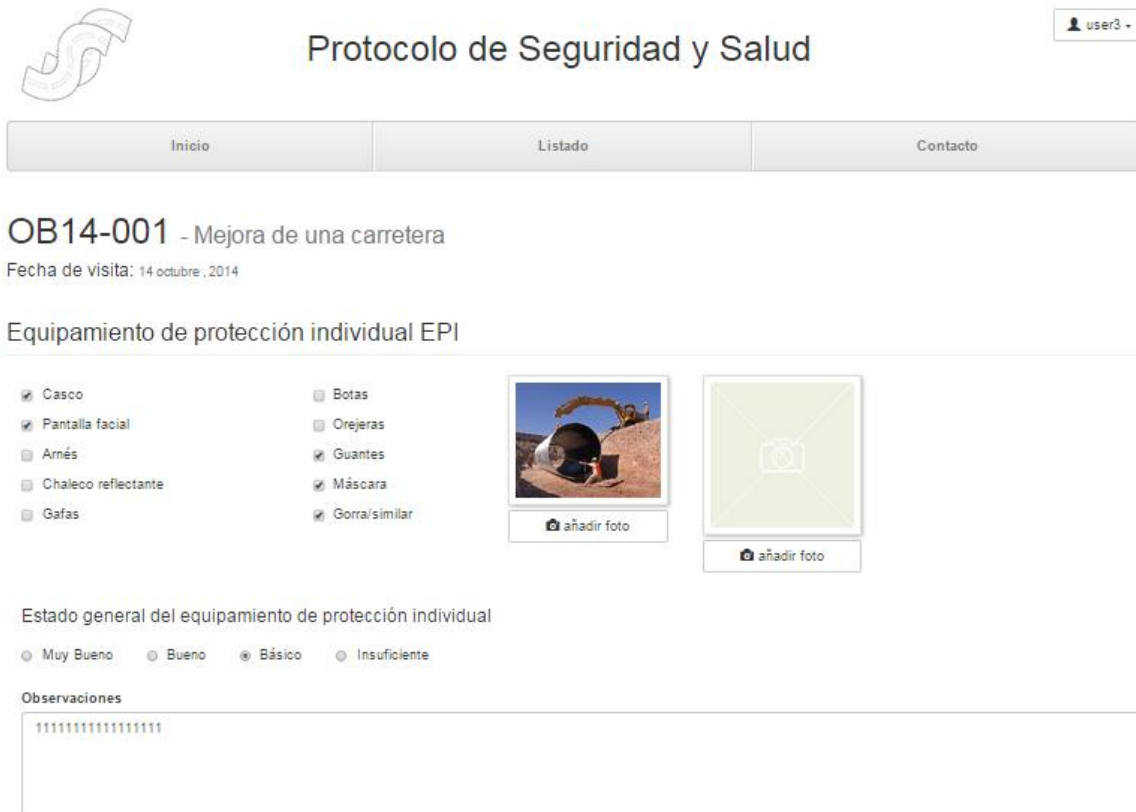 Protocolo de Seguridad y Salud
user3
Inicio
Listado
Contacto
OB14-001 - Mejora de una carretera
Fecha de visita: 14 octubre , 2014
Equipamiento de protección individual EPI
Casco
Botas
Pantalla facial
Orejeras
Arnés
Guantes
Chaleco reflectante
Máscara
Gafas
Gorra/similar
añadir foto
añadir foto
Estado general del equipamiento de protección individual
Muy Bueno Bueno Básico Insuficiente
Observaciones
11111111111111111